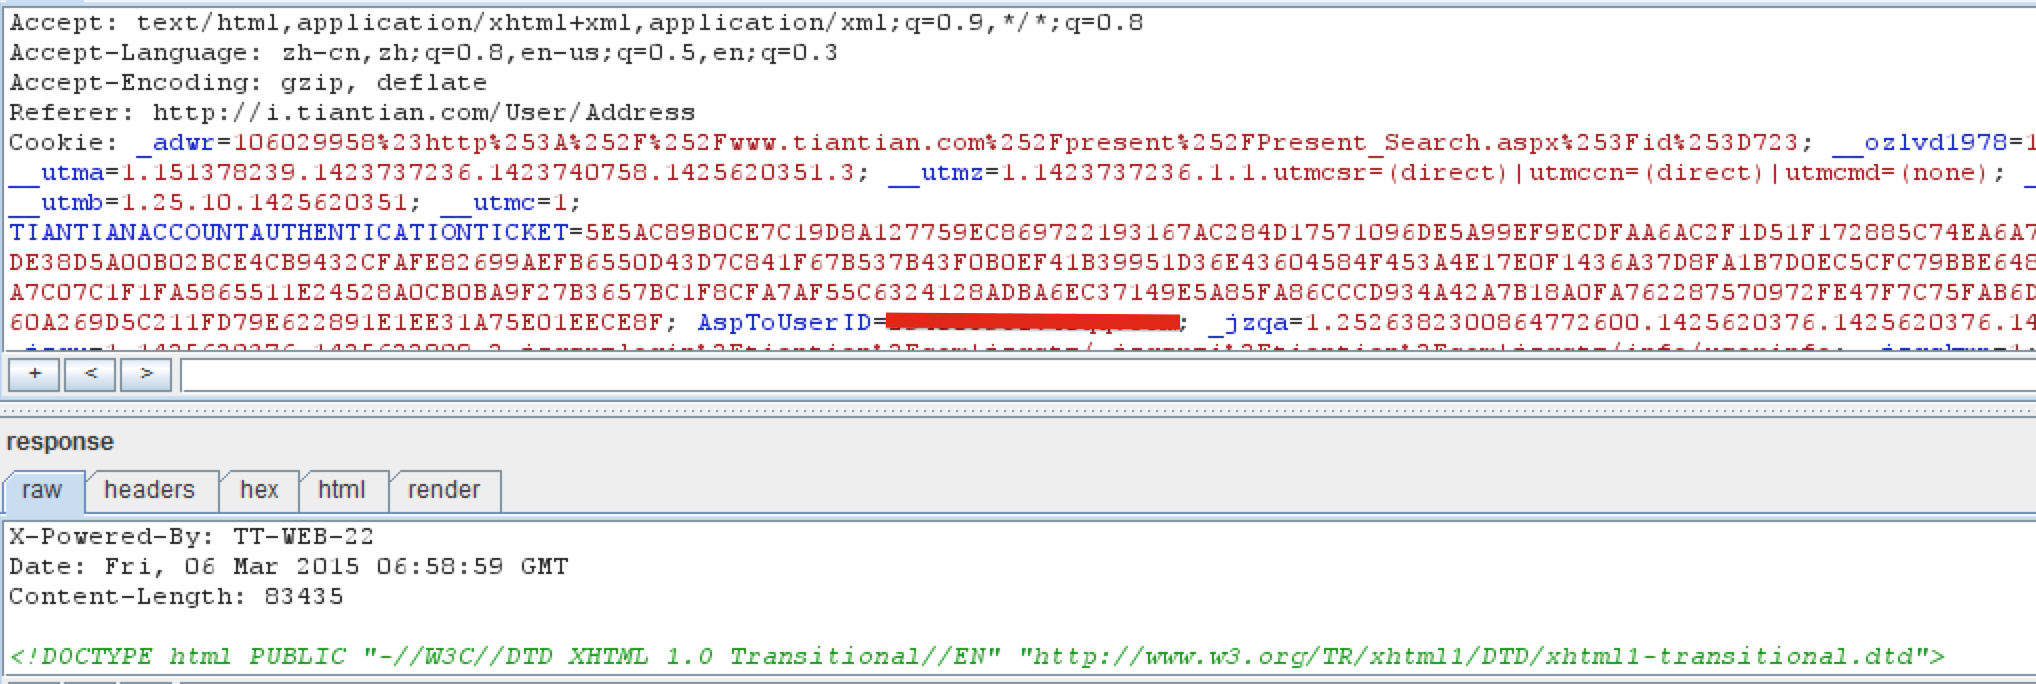 Accept: text/html,application/xhtml+xml,application/xml;q=0.9,*/*;q=0.8
Accept-Language: zh-cn,zh;q=0.8,en-us;q=0.5,en;q=0.3
Accept-Encoding: gzip, deflate
Referer: http://i.tiantian.com/User/Address
Cookie: _adwr=106029958%23http%253A%252F%252Fwww.tiantian.com%252Fpresent%252FPresent_Search.aspx%253Fid%253D723; __ozlvd1978=1
__utma=1.151378239.1423737236.1423740758.1425620351.3; __utmz=1.1423737236.1.1.utmcsr=(direct)|utmccn=(direct)|utmcmd=(none); _
__utmb=1.25.10.1425620351; __utmc=1;
TIANTIANACCOUNTAUTHENTICATIONTICKET=5E5AC89B0CE7C19D8A127759EC869722193167AC284D17571096DE5A99EF9ECDFAA6AC2F1D51F172885C74EA6A7
DE38D5A00B02BCE4CB9432CFAFE82699AEFB6550D43D7C841F67B537B43F0B0EF41B39951D36E43604584F453A4E17E0F1436A37D8FA1B7D0EC5CFC79BBE648
A7C07C1F1FA5865511E24528A0CB0BA9F27B3657BC1F8CFA7AF55C6324128ADBA6EC37149E5A85FA86CCCD934A42A7B18A0FA762287570972FE47F7C75FAB6D
60A269D5C211FD79E622891E1EE31A75E01EECE8F; AspToUserID= ; _jzqa=1.2526382300864772600.1425620376.1425620376.14
+ < >
response
raw headers hex html render
X-Powered-By: TT-WEB-22
Date: Fri, 06 Mar 2015 06:58:59 GMT
Content-Length: 83435
<!DOCTYPE html PUBLIC "-//W3C//DTD XHTML 1.0 Transitional//EN" "http://www.w3.org/TR/xhtml1/DTD/xhtml1-transitional.dtd">